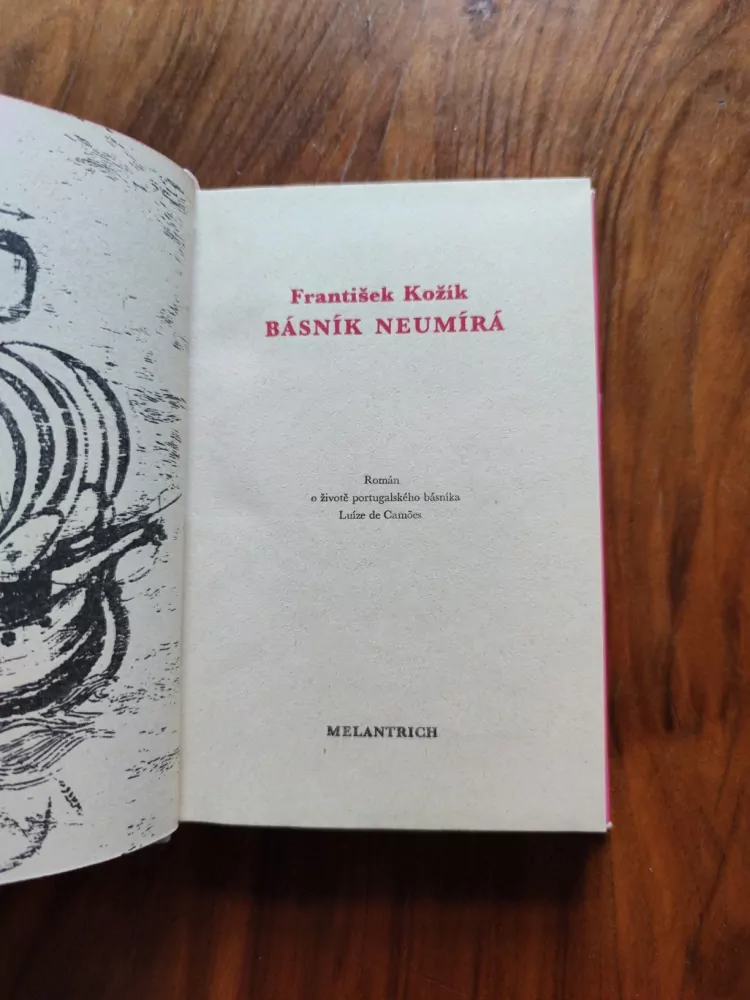 František Kožík
BÁSNÍK NEUMÍRÁ
Román
o životě portugalského básníka
Luíze de Camões
MELANTRICH